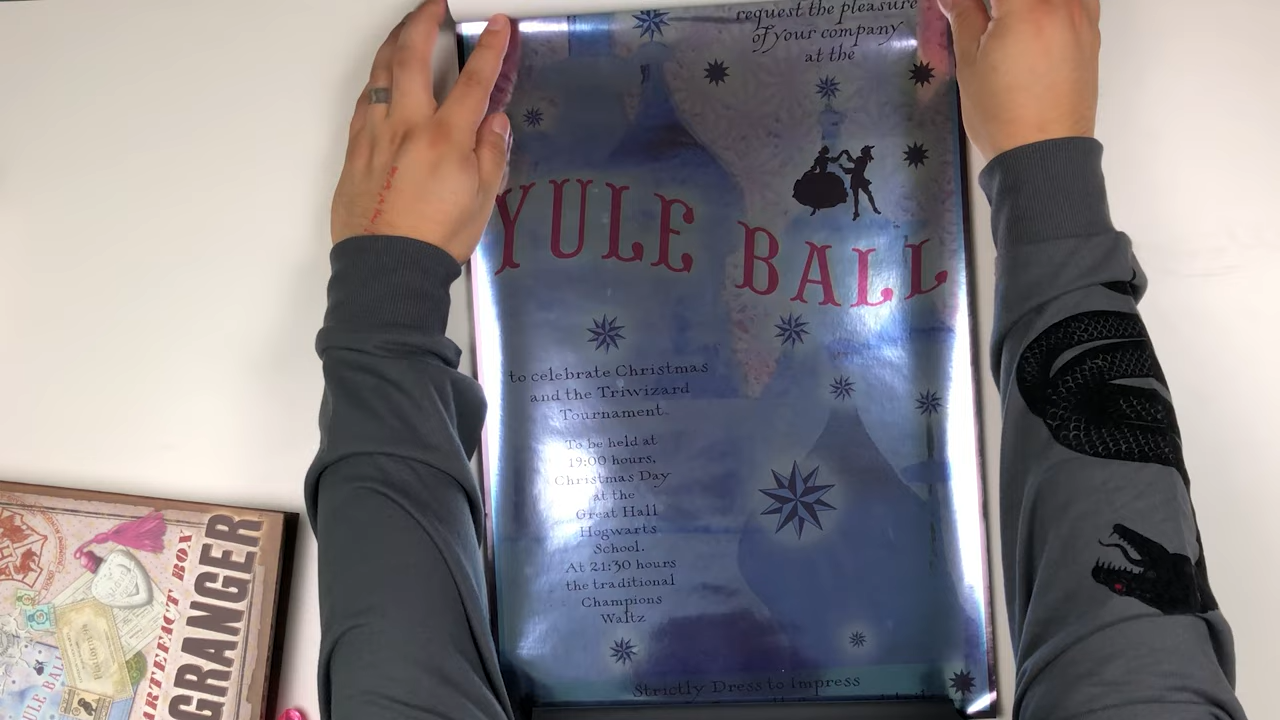 request the pleasure
of your company
at the
YULE BALL
to celebrate Christmas
and the Triwizard
Tournament
To be held at
19:00 hours,
Christmas Day
at the
Great Hall
Hogwarts
School.
At 21:30 hours
the traditional
Champions
Waltz
Strictly Dress to Impress
ARTEFACT BOX
GRANGER
YULE BALL